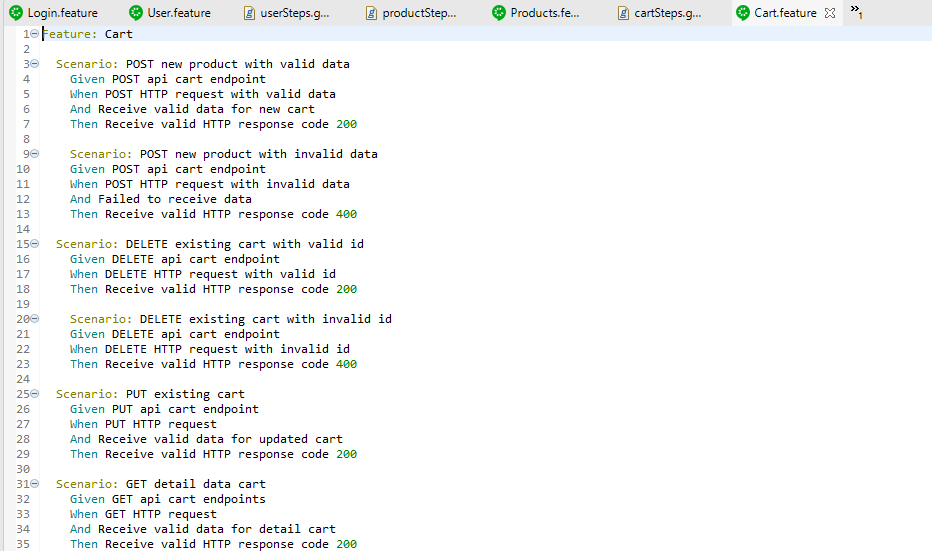 Login.feature User.feature userSteps.g... productStep... Products.fe... cartSteps.g... Cart.feature »1
1 Feature: Cart
2
3 Scenario: POST new product with valid data
4 Given POST api cart endpoint
5 When POST HTTP request with valid data
6 And Receive valid data for new cart
7 Then Receive valid HTTP response code 200
8
9 Scenario: POST new product with invalid data
10 Given POST api cart endpoint
11 When POST HTTP request with invalid data
12 And Failed to receive data
13 Then Receive valid HTTP response code 400
14
15 Scenario: DELETE existing cart with valid id
16 Given DELETE api cart endpoint
17 When DELETE HTTP request with valid id
18 Then Receive valid HTTP response code 200
19
20 Scenario: DELETE existing cart with invalid id
21 Given DELETE api cart endpoint
22 When DELETE HTTP request with invalid id
23 Then Receive valid HTTP response code 400
24
25 Scenario: PUT existing cart
26 Given PUT api cart endpoint
27 When PUT HTTP request
28 And Receive valid data for updated cart
29 Then Receive valid HTTP response code 200
30
31 Scenario: GET detail data cart
32 Given GET api cart endpoints
33 When GET HTTP request
34 And Receive valid data for detail cart
35 Then Receive valid HTTP response code 200